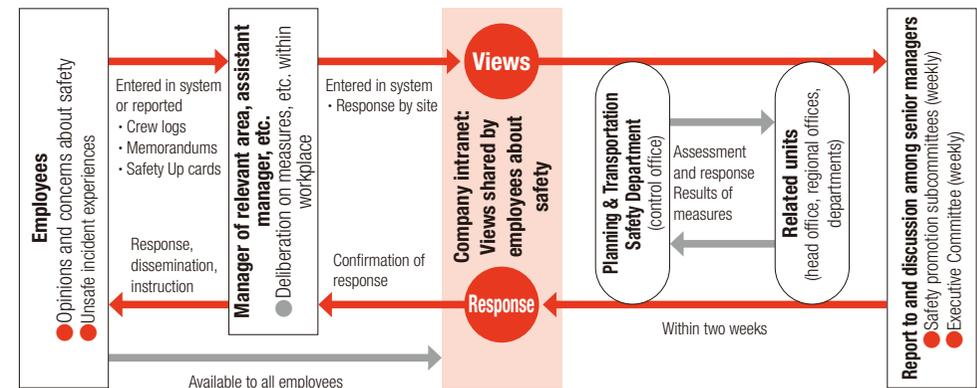 Employees
Opinions and concerns about safety
Unsafe incident experiences
Entered in system
or reported
・Crew logs
・Memorandums
・Safety Up cards
Response,
dissemination,
instruction
Manager of relevant area, assistant
manager, etc.
Deliberation on measures, etc. within
workplace
Entered in system
・Response by site
Confirmation of
response
Views
Company intranet:
Views shared by
employees about
safety
Response
Planning & Transportation
Safety Department
(control office)
Assessment
and response
Results of
measures
Related units
(head office, regional offices,
departments)
Within two weeks
Report to and discussion among senior managers
Safety promotion subcommittees (weekly)
Executive Committee (weekly)
Available to all employees